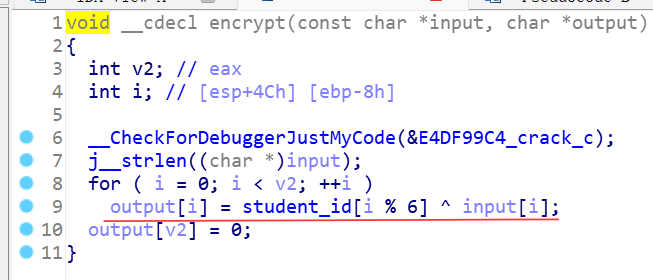 1 void __cdecl encrypt(const char *input, char *output)
2 {
3 int v2; // eax
4 int i; // [esp+4Ch] [ebp-8h]
5
6 __CheckForDebuggerJustMyCode(&E4DF99C4_crack_c);
7 j__strlen((char *)input);
8 for ( i = 0; i < v2; ++i )
9 output[i] = student_id[i % 6] ^ input[i];
10 output[v2] = 0;
11 }